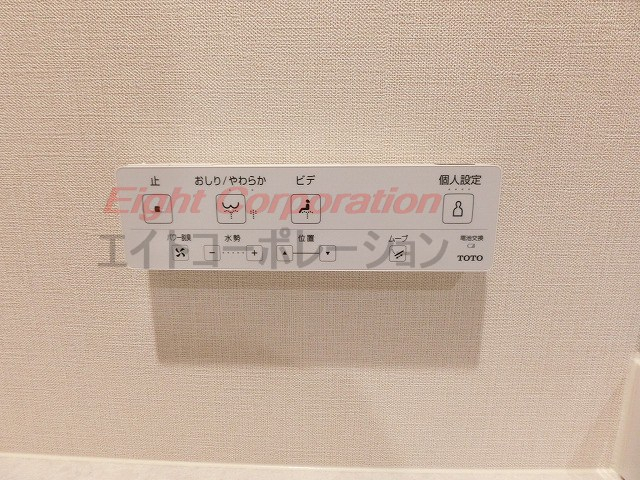 止 おしり/やわらか ビデ 個人設定
Eight Corporation
パワー脱臭 水勢 位置 ムーブ 電池交換
エイトコーポレーション
− + ▲ ▼ TOTO